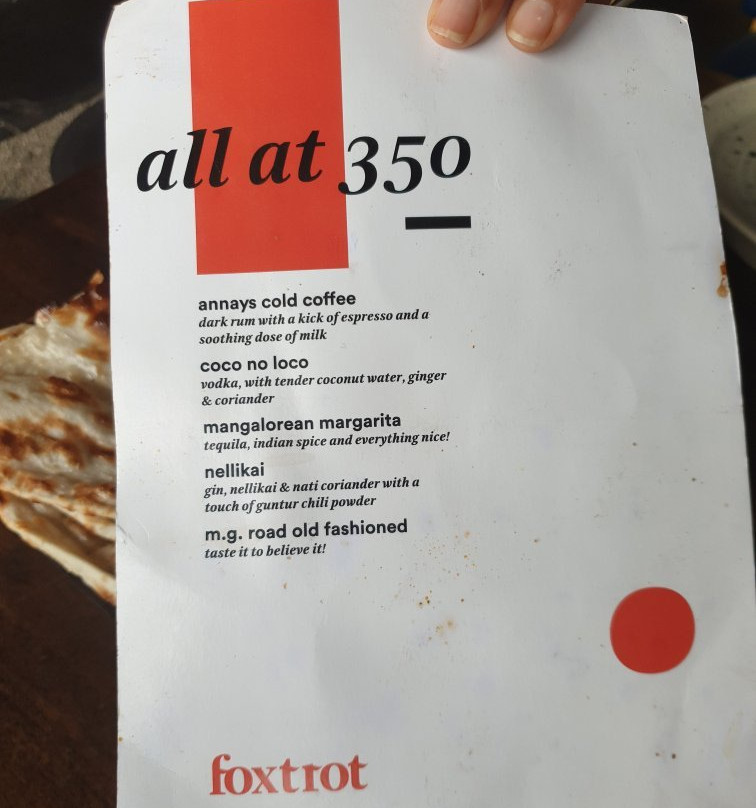 all at 350
annays cold coffee
dark rum with a kick of espresso and a
soothing dose of milk
coco no loco
vodka, with tender coconut water, ginger
& coriander
mangalorean margarita
tequila, indian spice and everything nice!
nellikai
gin, nellikai & nati coriander with a
touch of guntur chili powder
m.g. road old fashioned
taste it to believe it!
foxtrot